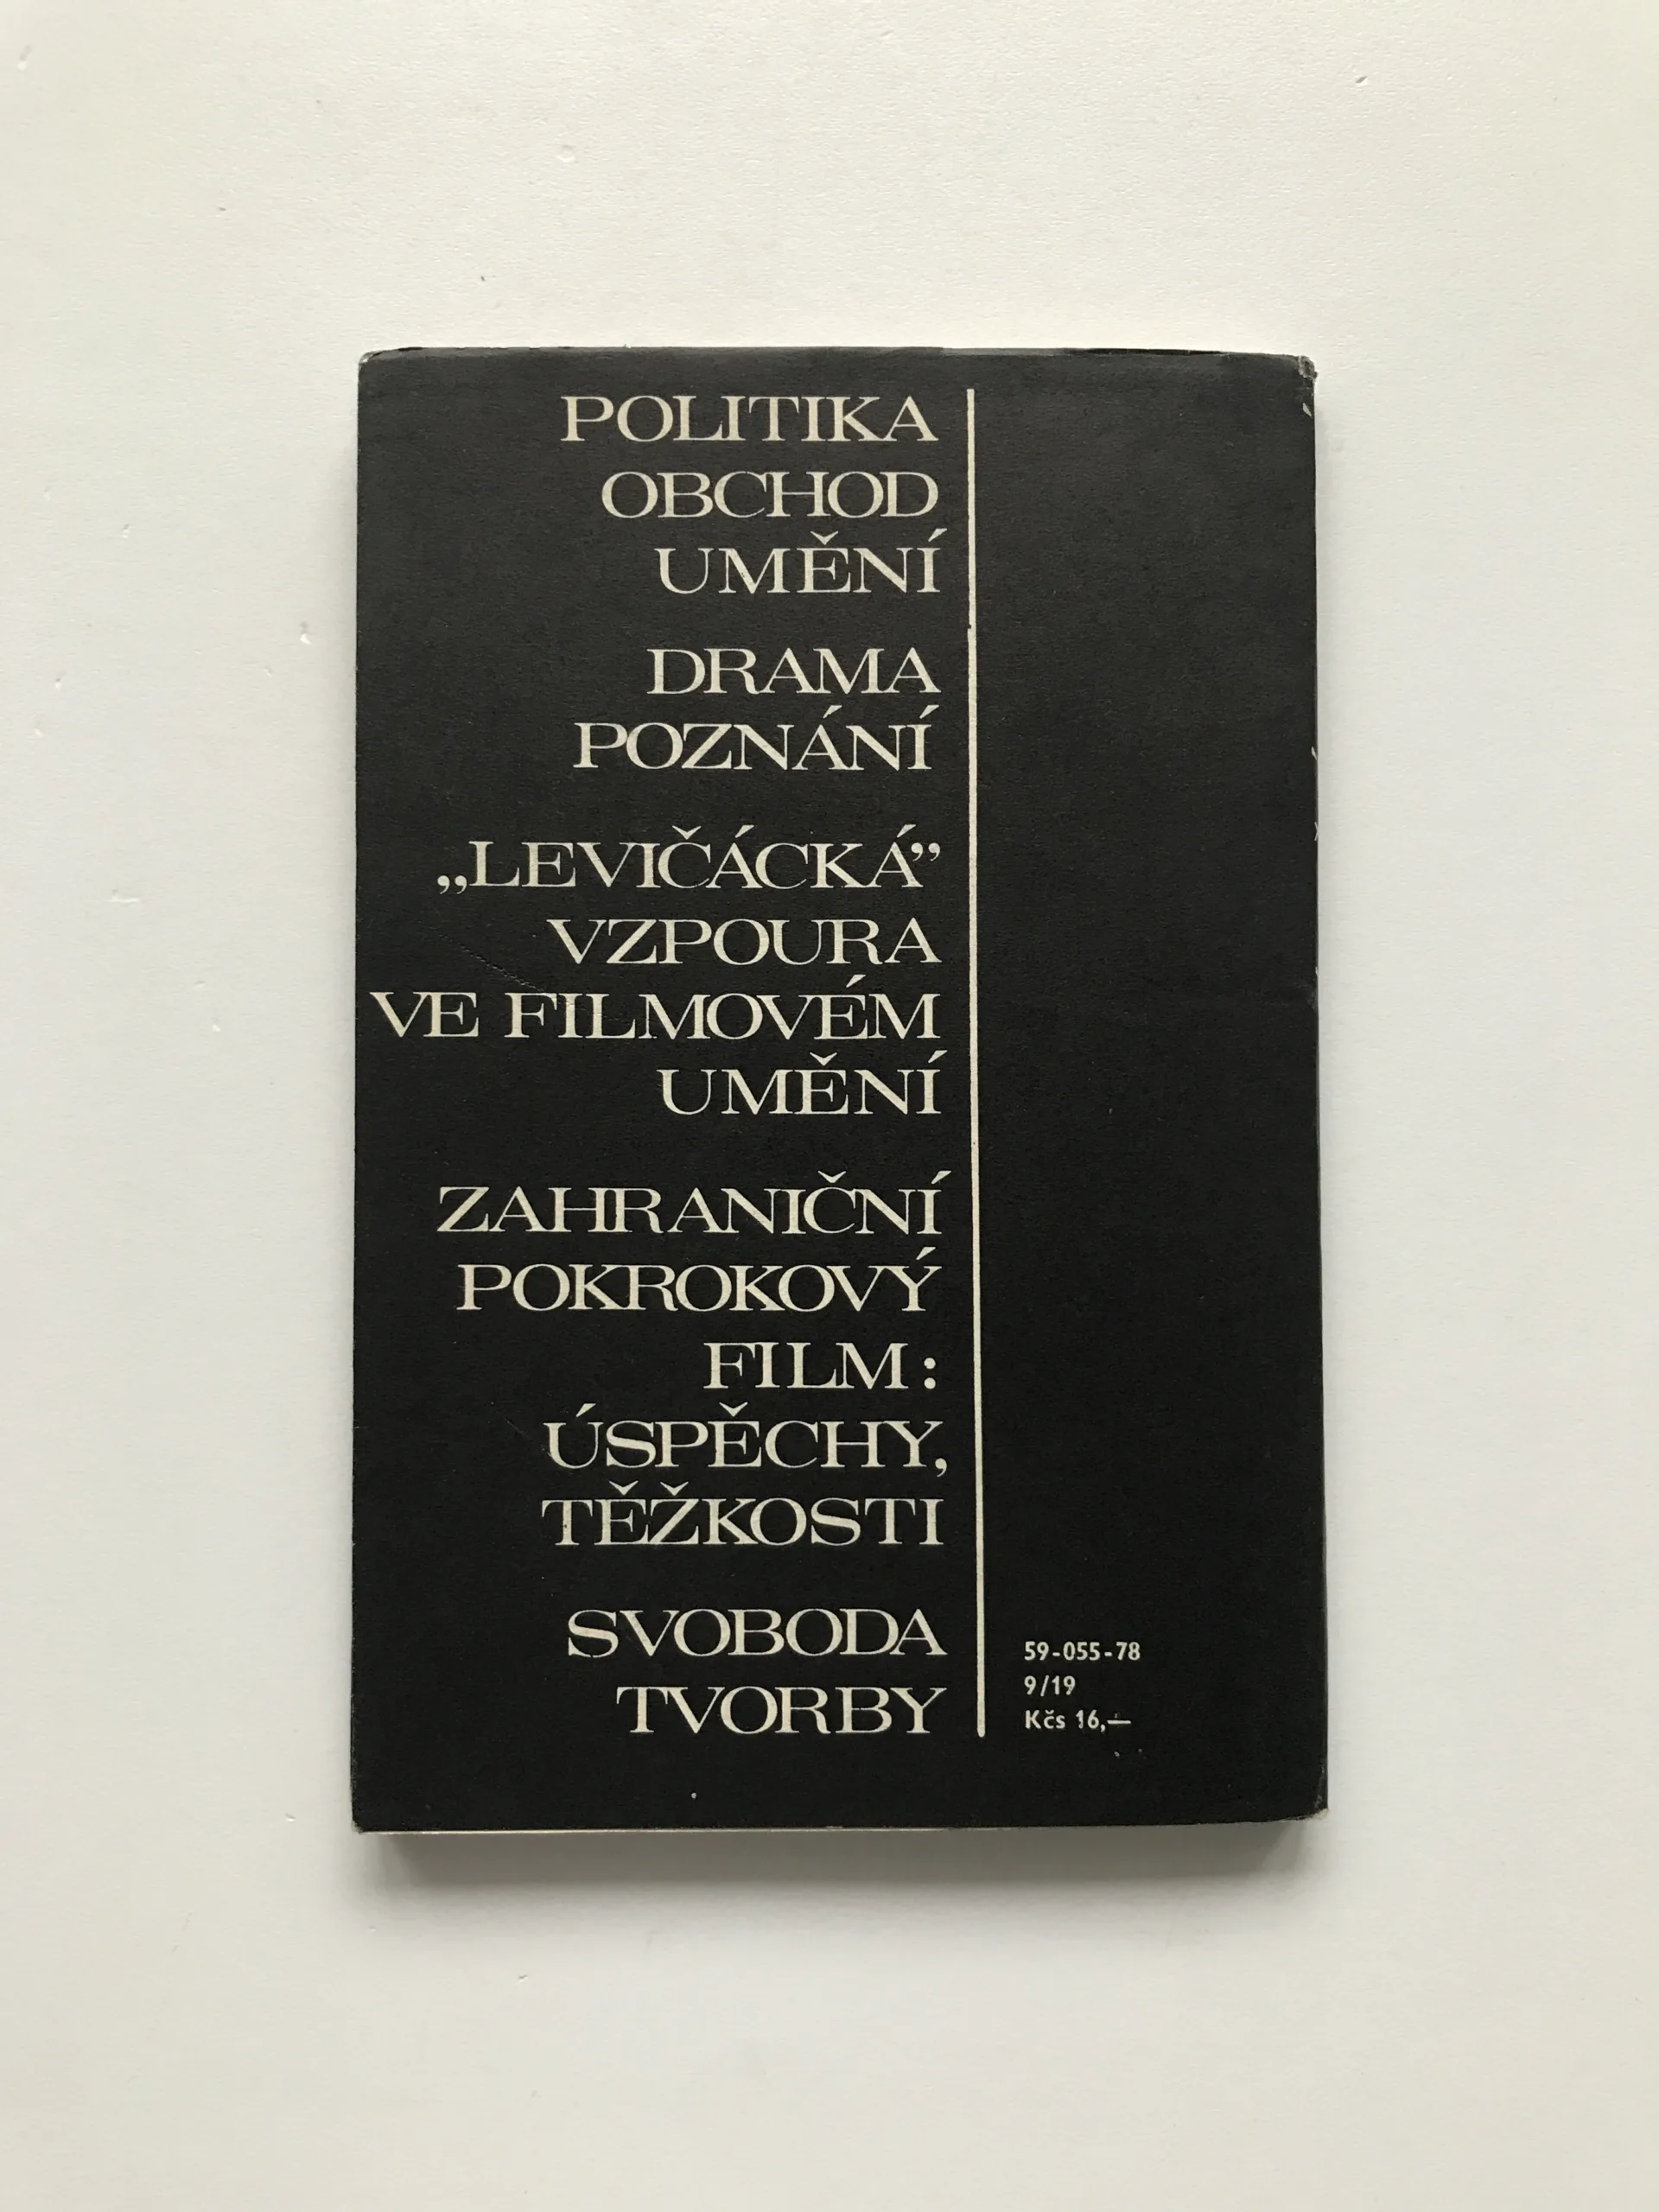 POLITIKA
OBCHOD
UMĚNÍ
DRAMA
POZNÁNÍ
„LEVIČÁCKÁ”
VZPOURA
VE FILMOVÉM
UMĚNÍ
ZAHRANIČNÍ
POKROKOVÝ
FILM:
ÚSPĚCHY,
TĚŽKOSTI
SVOBODA
TVORBY
59-055-78
9/19
Kčs 16,—